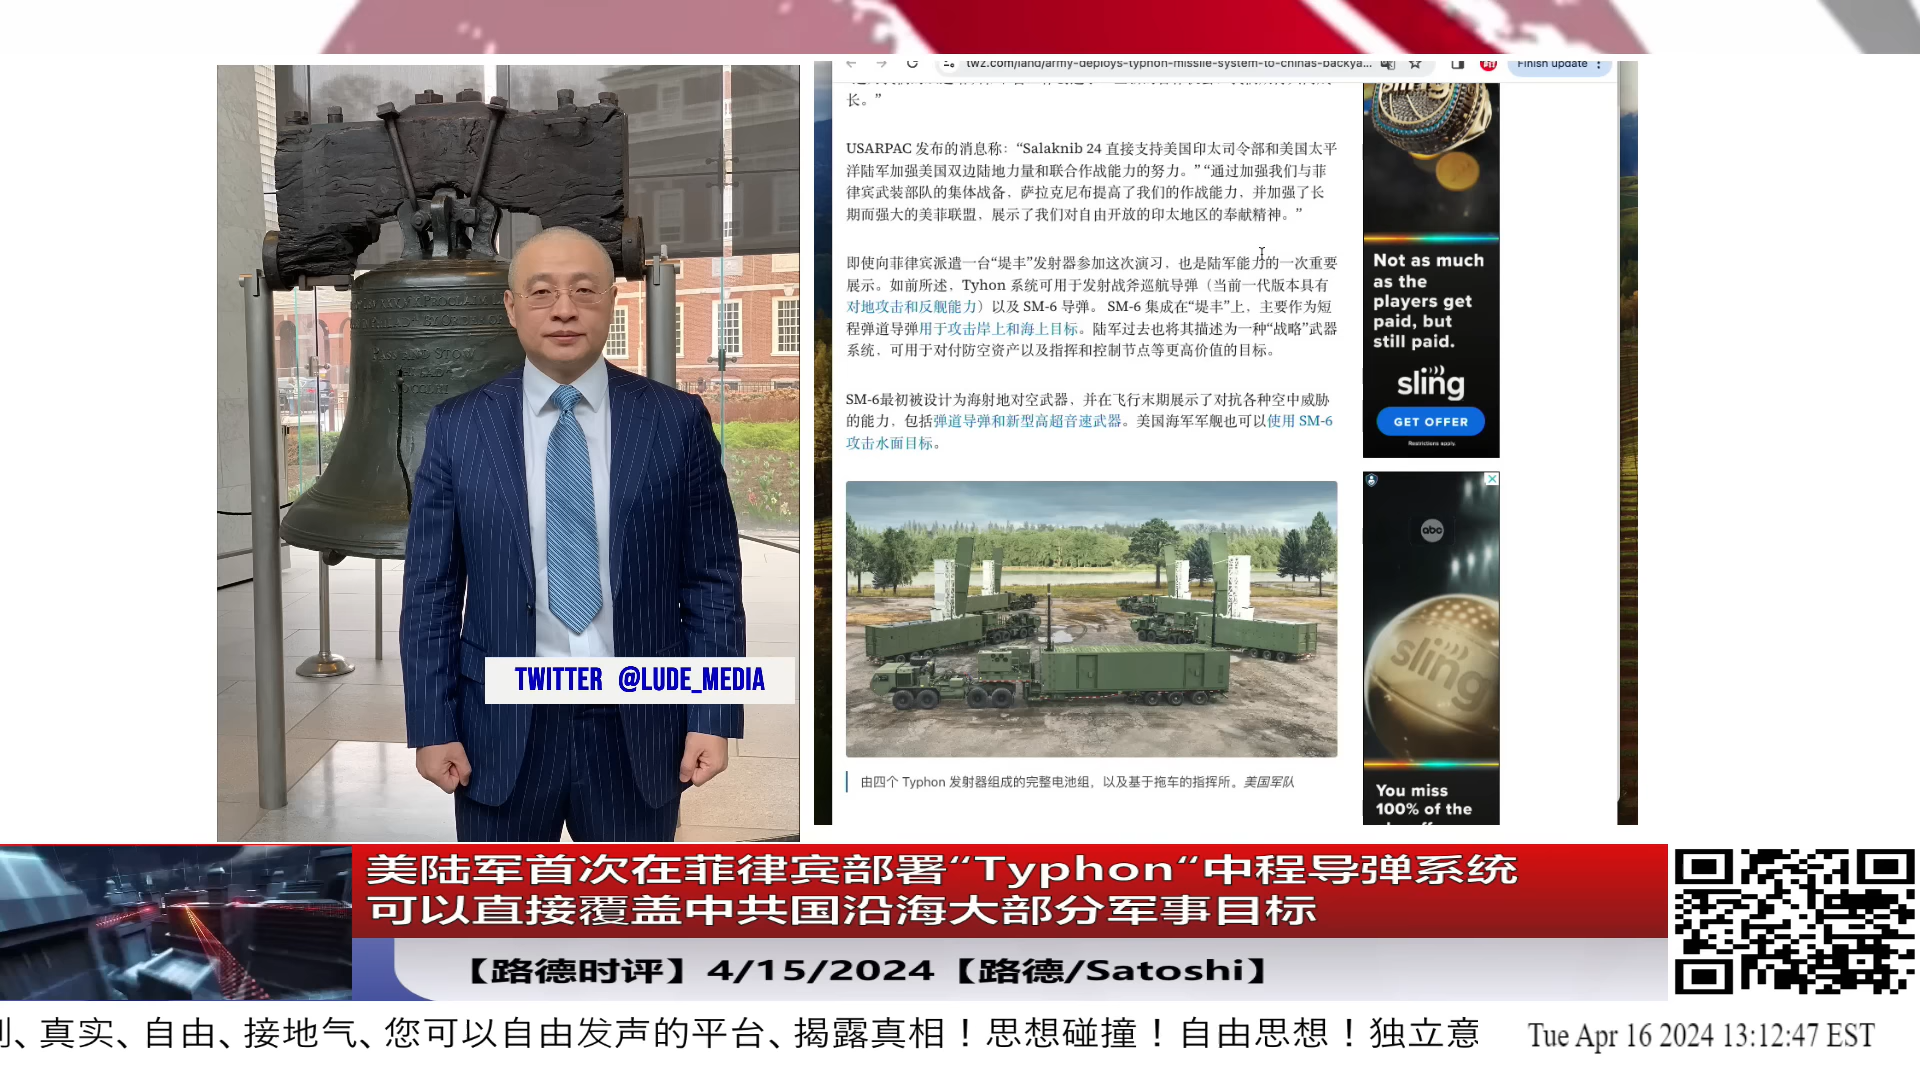 twz.com/land/army-deploys-typhon-missile-system-to-chinas-backya...
Finish update
长。”
USARPAC 发布的消息称：“Salaknib 24 直接支持美国印太司令部和美国太平
洋陆军加强美国双边陆地力量和联合作战能力的努力。” “通过加强我们与菲
律宾武装部队的集体战备，萨拉克尼布提高了我们的作战能力，并加强了长
期而强大的美菲联盟，展示了我们对自由开放的印太地区的奉献精神。”
即使向菲律宾派遣一台“堤丰”发射器参加这次演习，也是陆军能力的一次重要
展示。如前所述，Tyhon 系统可用于发射战斧巡航导弹（当前一代版本具有
对地攻击和反舰能力）以及 SM-6 导弹。 SM-6 集成在“堤丰”上，主要作为短
程弹道导弹用于攻击岸上和海上目标。陆军过去也将其描述为一种“战略”武器
系统，可用于对付防空资产以及指挥和控制节点等更高价值的目标。
SM-6最初被设计为海射地对空武器，并在飞行末期展示了对抗各种空中威胁
的能力，包括弹道导弹和新型高超音速武器。美国海军军舰也可以使用 SM-6
攻击水面目标。
由四个 Typhon 发射器组成的完整电池组，以及基于拖车的指挥所。美国军队
Not as much
as the
players get
paid, but
still paid.
sling
GET OFFER
Restrictions apply.
abc
sling
You miss
100% of the
PASS AND STOW
TWITTER @LUDE_MEDIA
美陆军首次在菲律宾部署“Typhon“中程导弹系统
可以直接覆盖中共国沿海大部分军事目标
【路德时评】4/15/2024【路德/Satoshi】
、真实、自由、接地气、您可以自由发声的平台、揭露真相！思想碰撞！自由思想！独立意
Tue Apr 16 2024 13:12:47 EST